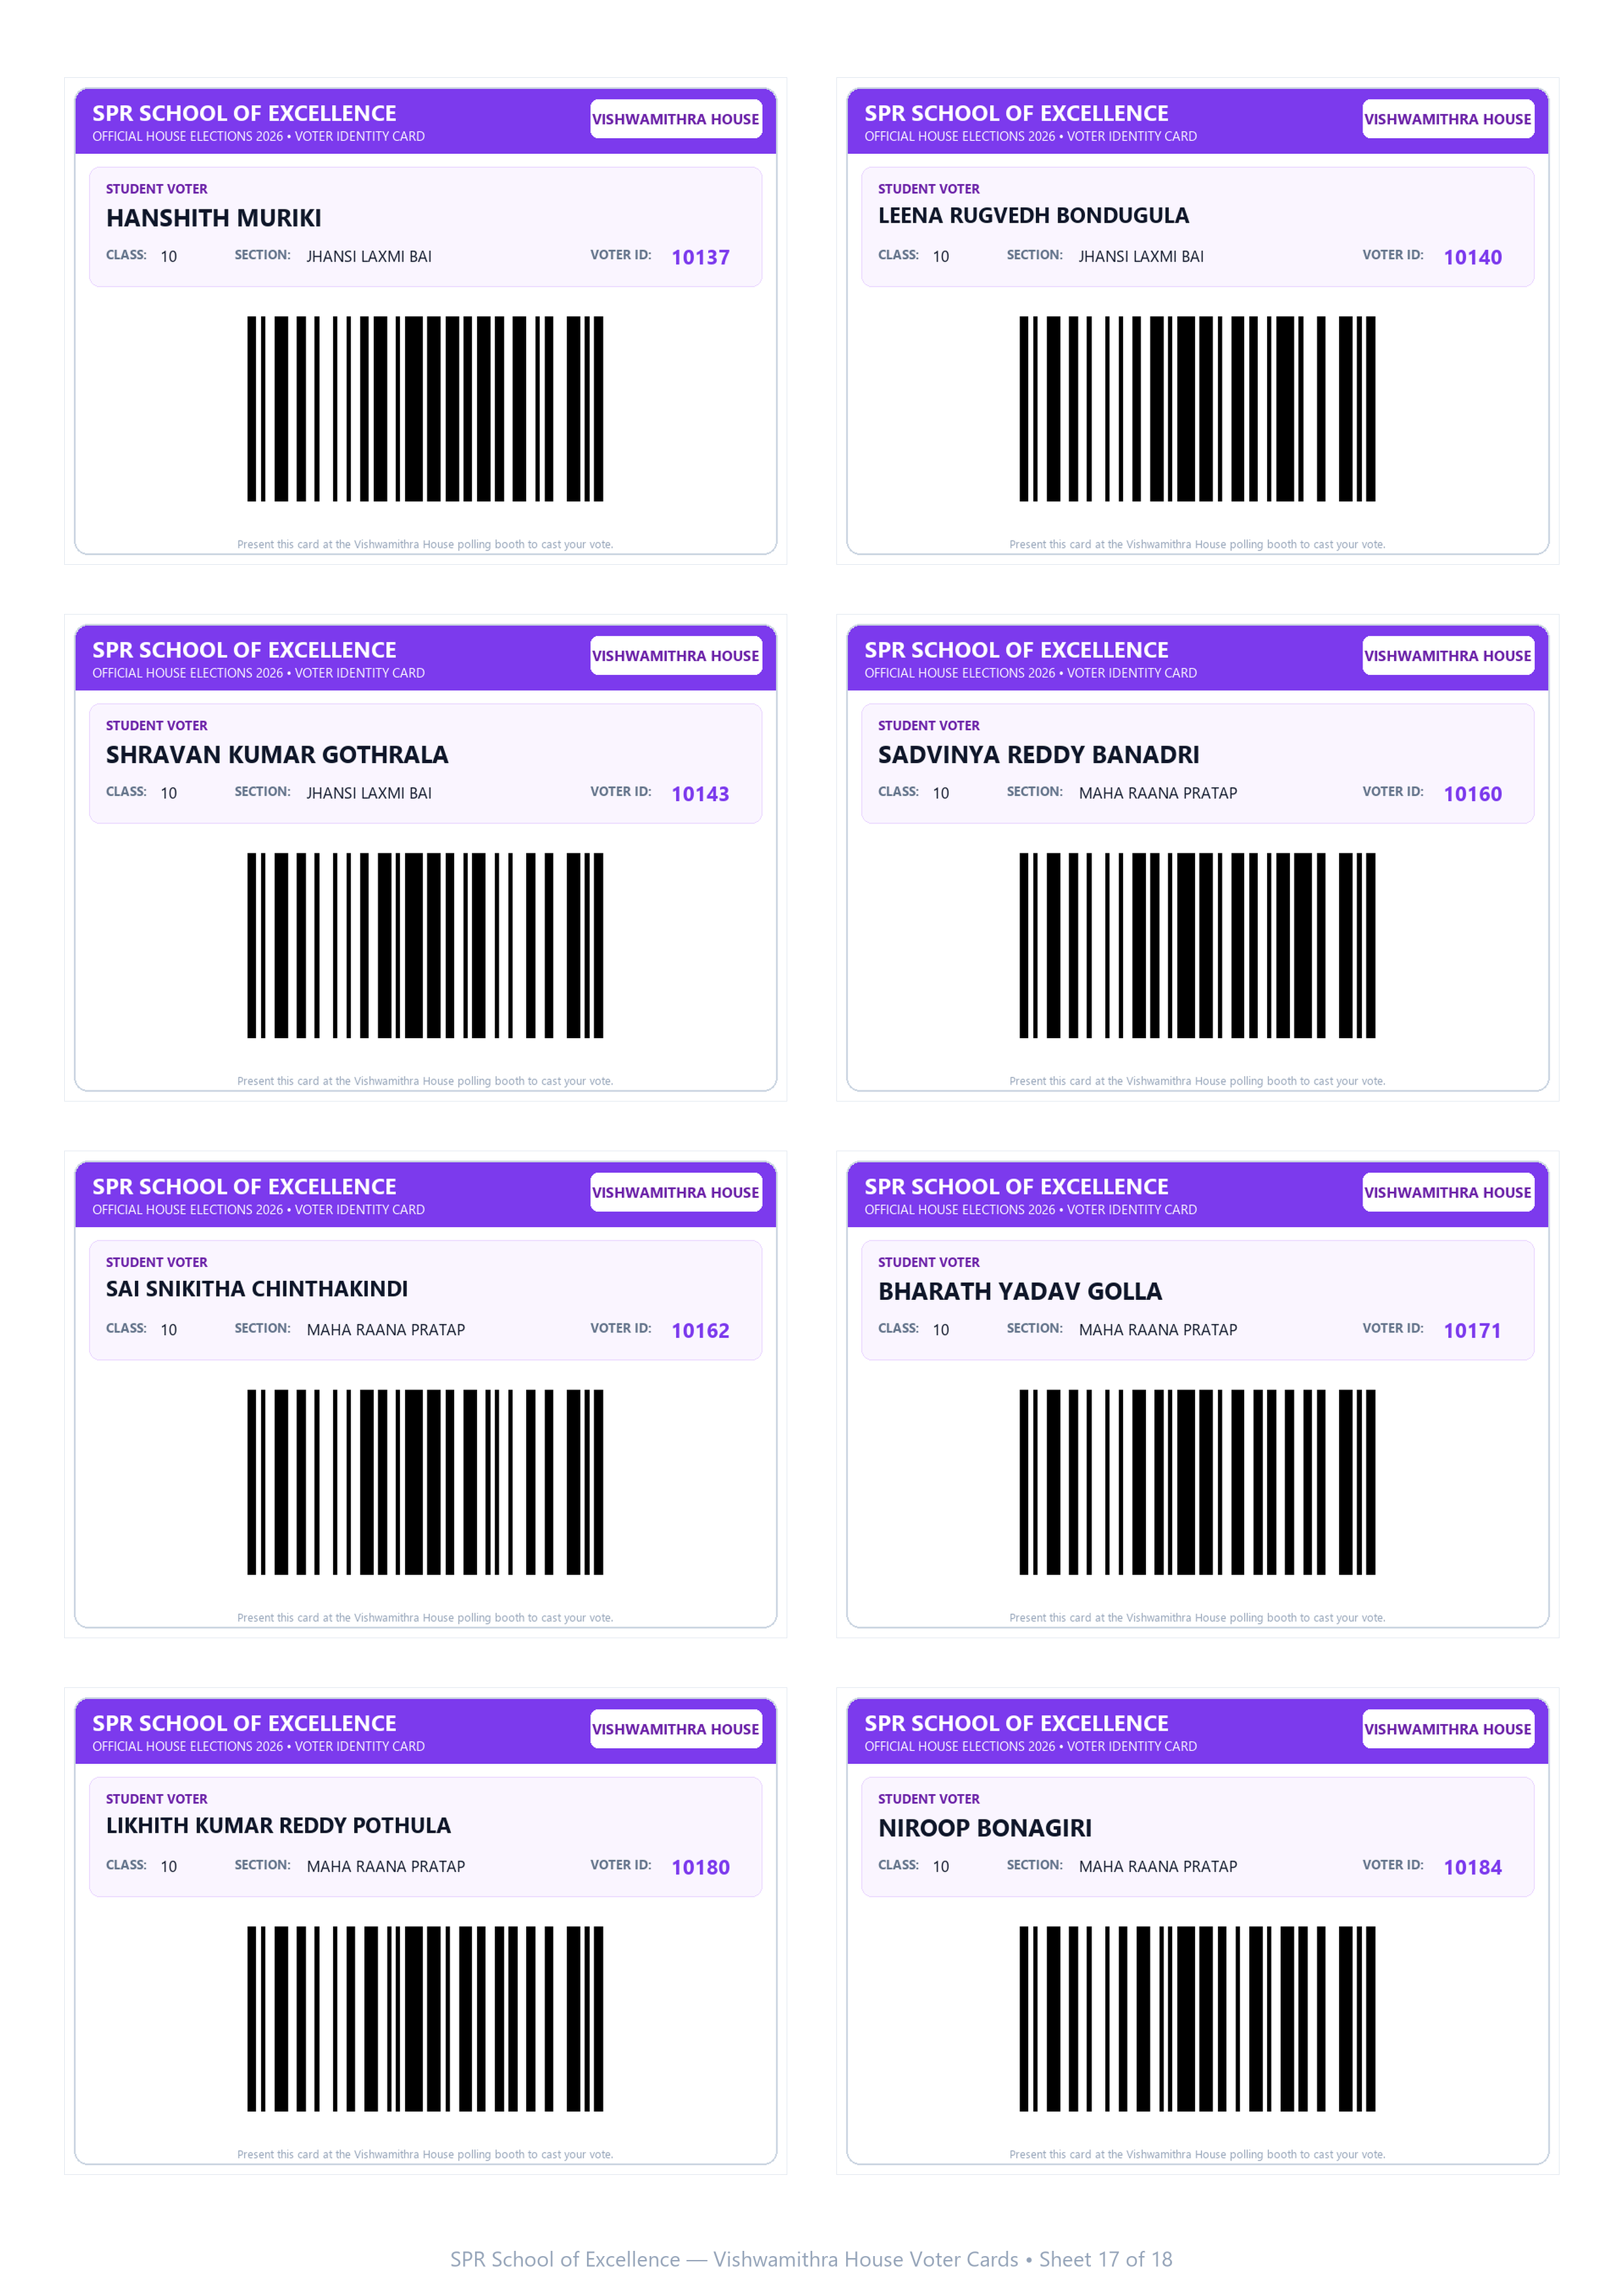 SPR SCHOOL OF EXCELLENCE
OFFICIAL HOUSE ELECTIONS 2026 • VOTER IDENTITY CARD
VISHWAMITHRA HOUSE
STUDENT VOTER
HANSHITH MURIKI
CLASS: 10 SECTION: JHANSI LAXMI BAI VOTER ID: 10137
Present this card at the Vishwamithra House polling booth to cast your vote.
SPR SCHOOL OF EXCELLENCE
OFFICIAL HOUSE ELECTIONS 2026 • VOTER IDENTITY CARD
VISHWAMITHRA HOUSE
STUDENT VOTER
LEENA RUGVEDH BONDUGULA
CLASS: 10 SECTION: JHANSI LAXMI BAI VOTER ID: 10140
Present this card at the Vishwamithra House polling booth to cast your vote.
SPR SCHOOL OF EXCELLENCE
OFFICIAL HOUSE ELECTIONS 2026 • VOTER IDENTITY CARD
VISHWAMITHRA HOUSE
STUDENT VOTER
SHRAVAN KUMAR GOTHRALA
CLASS: 10 SECTION: JHANSI LAXMI BAI VOTER ID: 10143
Present this card at the Vishwamithra House polling booth to cast your vote.
SPR SCHOOL OF EXCELLENCE
OFFICIAL HOUSE ELECTIONS 2026 • VOTER IDENTITY CARD
VISHWAMITHRA HOUSE
STUDENT VOTER
SADVINYA REDDY BANADRI
CLASS: 10 SECTION: MAHA RAANA PRATAP VOTER ID: 10160
Present this card at the Vishwamithra House polling booth to cast your vote.
SPR SCHOOL OF EXCELLENCE
OFFICIAL HOUSE ELECTIONS 2026 • VOTER IDENTITY CARD
VISHWAMITHRA HOUSE
STUDENT VOTER
SAI SNIKITHA CHINTHAKINDI
CLASS: 10 SECTION: MAHA RAANA PRATAP VOTER ID: 10162
Present this card at the Vishwamithra House polling booth to cast your vote.
SPR SCHOOL OF EXCELLENCE
OFFICIAL HOUSE ELECTIONS 2026 • VOTER IDENTITY CARD
VISHWAMITHRA HOUSE
STUDENT VOTER
BHARATH YADAV GOLLA
CLASS: 10 SECTION: MAHA RAANA PRATAP VOTER ID: 10171
Present this card at the Vishwamithra House polling booth to cast your vote.
SPR SCHOOL OF EXCELLENCE
OFFICIAL HOUSE ELECTIONS 2026 • VOTER IDENTITY CARD
VISHWAMITHRA HOUSE
STUDENT VOTER
LIKHITH KUMAR REDDY POTHULA
CLASS: 10 SECTION: MAHA RAANA PRATAP VOTER ID: 10180
Present this card at the Vishwamithra House polling booth to cast your vote.
SPR SCHOOL OF EXCELLENCE
OFFICIAL HOUSE ELECTIONS 2026 • VOTER IDENTITY CARD
VISHWAMITHRA HOUSE
STUDENT VOTER
NIROOP BONAGIRI
CLASS: 10 SECTION: MAHA RAANA PRATAP VOTER ID: 10184
Present this card at the Vishwamithra House polling booth to cast your vote.
SPR School of Excellence — Vishwamithra House Voter Cards • Sheet 17 of 18